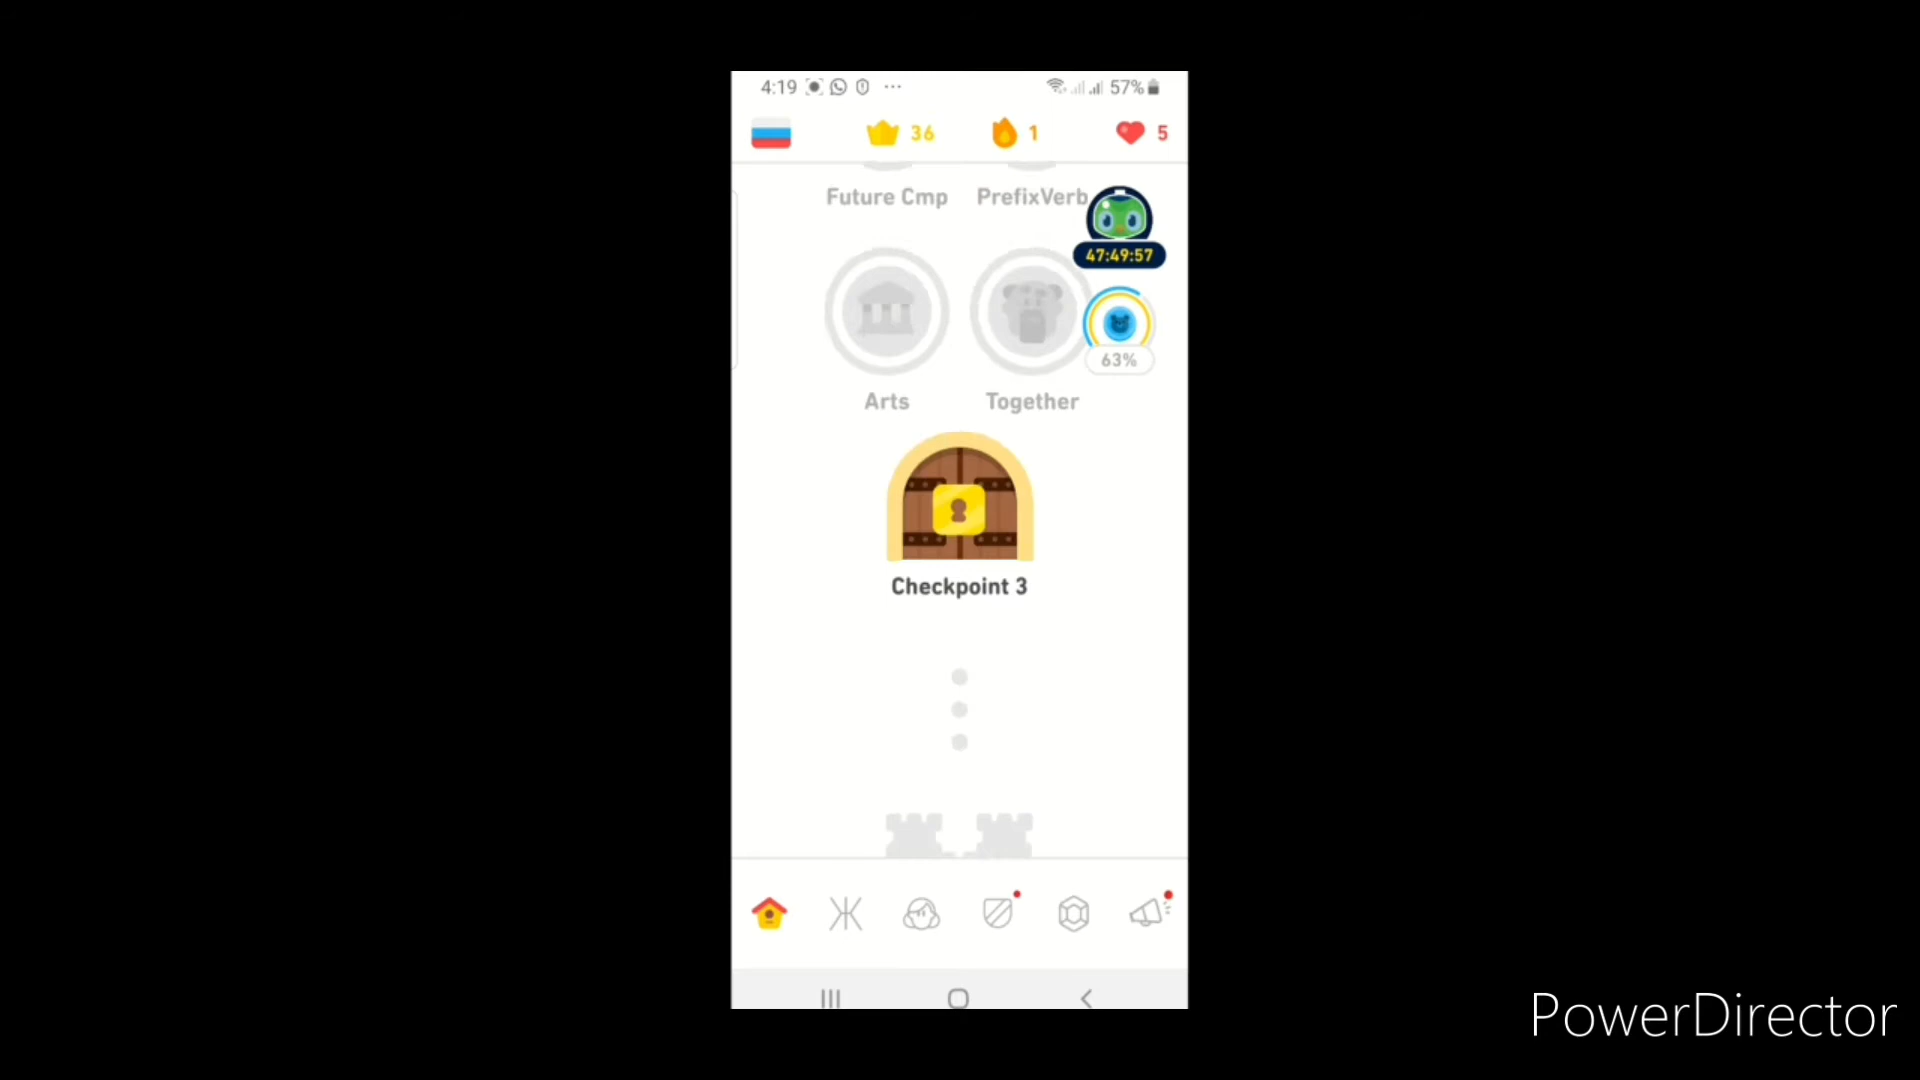 4:19 ... 57%
36 1 5
Future Cmp PrefixVerb
47:49:57
63%
Arts Together
Checkpoint 3
Ж
PowerDirector